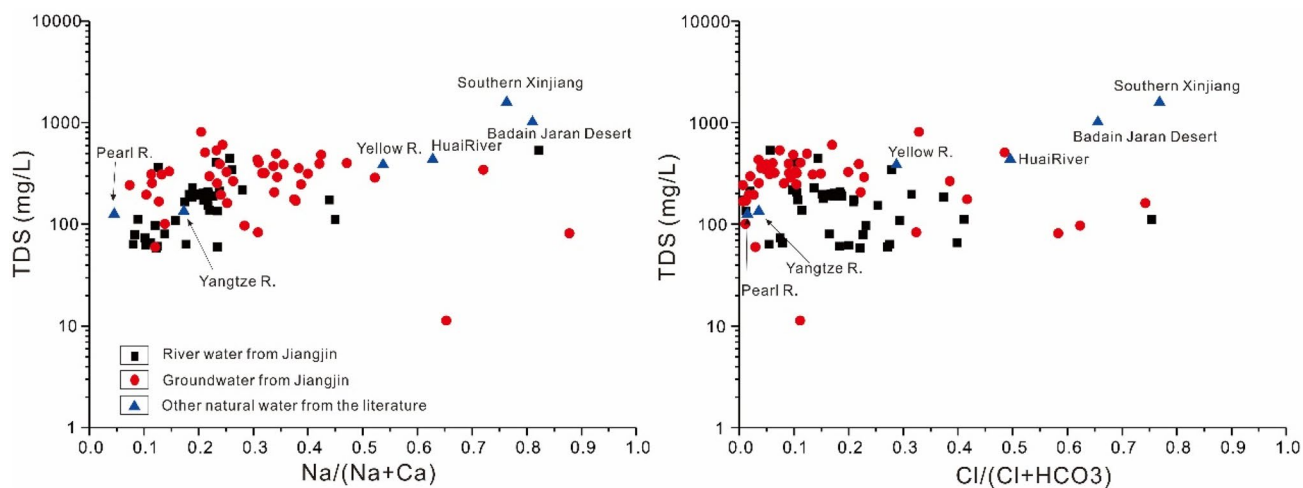 10000
1000
100
10
1
TDS (mg/L)
Southern Xinjiang
Badain Jaran Desert
Yellow R.
HuaiRiver
Pearl R.
Yangtze R.
River water from Jiangjin
Groundwater from Jiangjin
Other natural water from the literature
0.0 0.1 0.2 0.3 0.4 0.5 0.6 0.7 0.8 0.9 1.0
Na/(Na+Ca)
10000
1000
100
10
1
TDS (mg/L)
Southern Xinjiang
Badain Jaran Desert
Yellow R.
HuaiRiver
Yangtze R.
Pearl R.
0.0 0.1 0.2 0.3 0.4 0.5 0.6 0.7 0.8 0.9 1.0
Cl/(Cl+HCO3)